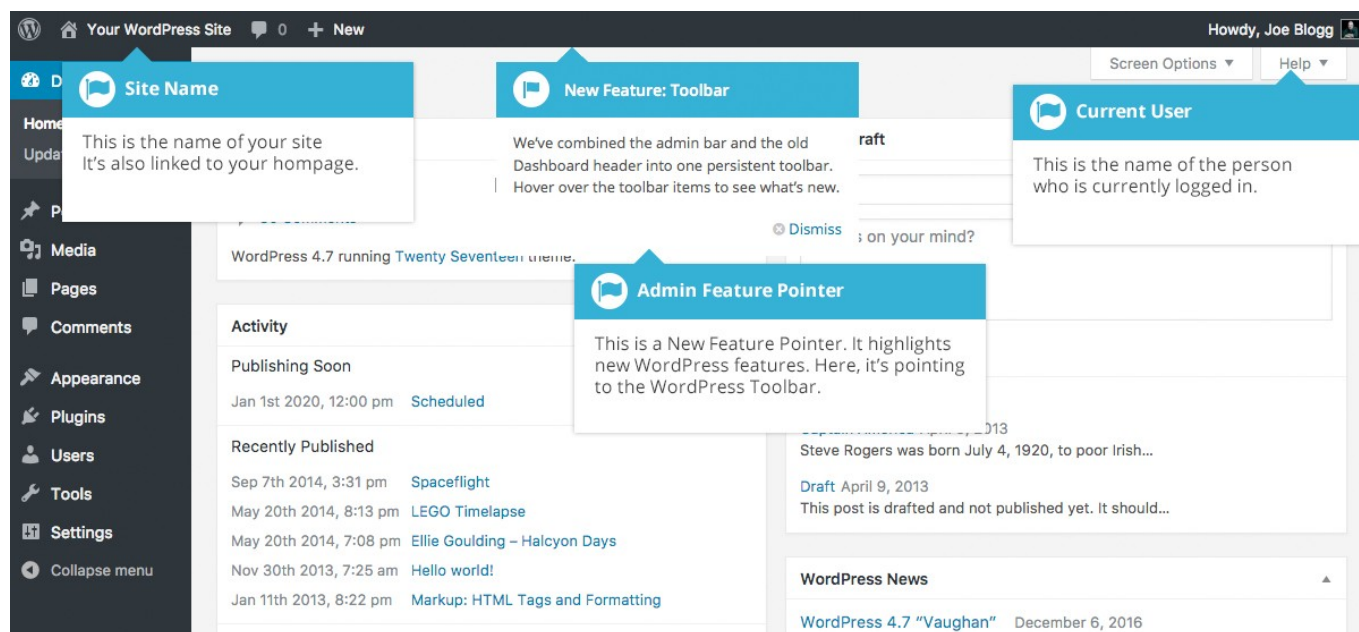 Your WordPress Site 0 + New
Howdy, Joe Blogg
Screen Options ▼
Help ▼
D
Home
Upda
P
Media
Pages
Comments
Appearance
Plugins
Users
Tools
Settings
Collapse menu
Site Name
This is the name of your site
It's also linked to your hompage.
New Feature: Toolbar
We've combined the admin bar and the old
Dashboard header into one persistent toolbar.
Hover over the toolbar items to see what's new.
Dismiss
Current User
This is the name of the person
who is currently logged in.
raft
on your mind?
WordPress 4.7 running Twenty Seventeen theme.
Admin Feature Pointer
This is a New Feature Pointer. It highlights
new WordPress features. Here, it's pointing
to the WordPress Toolbar.
Activity
Publishing Soon
Jan 1st 2020, 12:00 pm Scheduled
Recently Published
Sep 7th 2014, 3:31 pm Spaceflight
May 20th 2014, 8:13 pm LEGO Timelapse
May 20th 2014, 7:08 pm Ellie Goulding – Halcyon Days
Nov 30th 2013, 7:25 am Hello world!
Jan 11th 2013, 8:22 pm Markup: HTML Tags and Formatting
2013
Steve Rogers was born July 4, 1920, to poor Irish...
Draft April 9, 2013
This post is drafted and not published yet. It should...
WordPress News
WordPress 4.7 "Vaughan" December 6, 2016